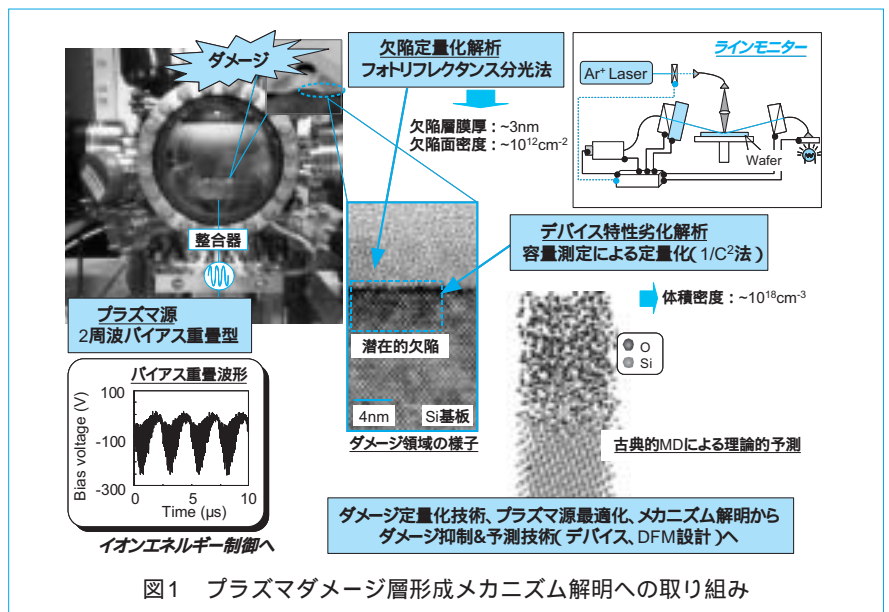 ダメージ
欠陥定量化解析
フォトリフレクタンス分光法
欠陥層膜厚：~3nm
欠陥面密度：~10¹²cm⁻²
ラインモニター
Ar⁺ Laser
Wafer
整合器
プラズマ源
2周波バイアス重畳型
デバイス特性劣化解析
容量測定による定量化（1/C²法）
体積密度：~10¹⁸cm⁻³
潜在的欠陥
4nm
Si基板
ダメージ領域の様子
O
Si
古典的MDによる理論的予測
バイアス重畳波形
Bias voltage (V)
100
-100
-300
0
5
10
Time (μs)
イオンエネルギー制御へ
ダメージ定量化技術、プラズマ源最適化、メカニズム解明から
ダメージ抑制&予測技術（デバイス、DFM設計）へ
図1　プラズマダメージ層形成メカニズム解明への取り組み